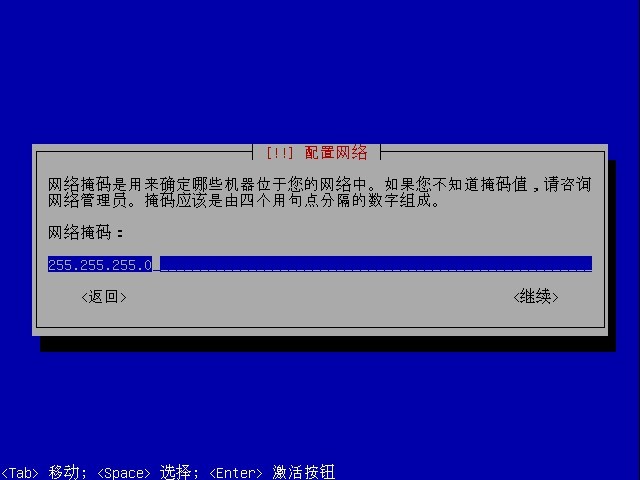 [!!] 配置网络
网络掩码是用来确定哪些机器位于您的网络中。如果您不知道掩码值，请咨询
网络管理员。掩码应该是由四个用句点分隔的数字组成。
网络掩码：
255.255.255.0
<返回> <继续>
<Tab> 移动; <Space> 选择; <Enter> 激活按钮